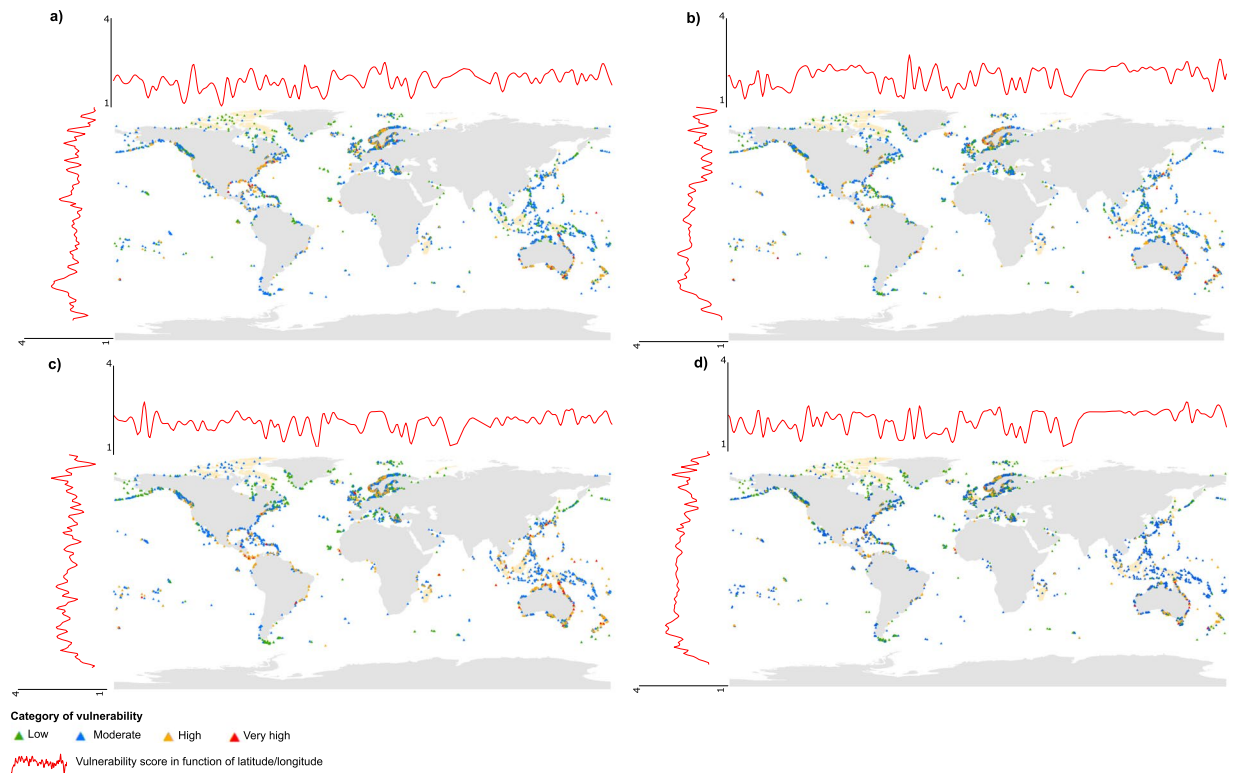 a)
4
1
4
1
b)
4
1
4
1
c)
4
1
4
1
d)
4
1
4
1
Category of vulnerability
Low Moderate High Very high
Vulnerability score in function of latitude/longitude